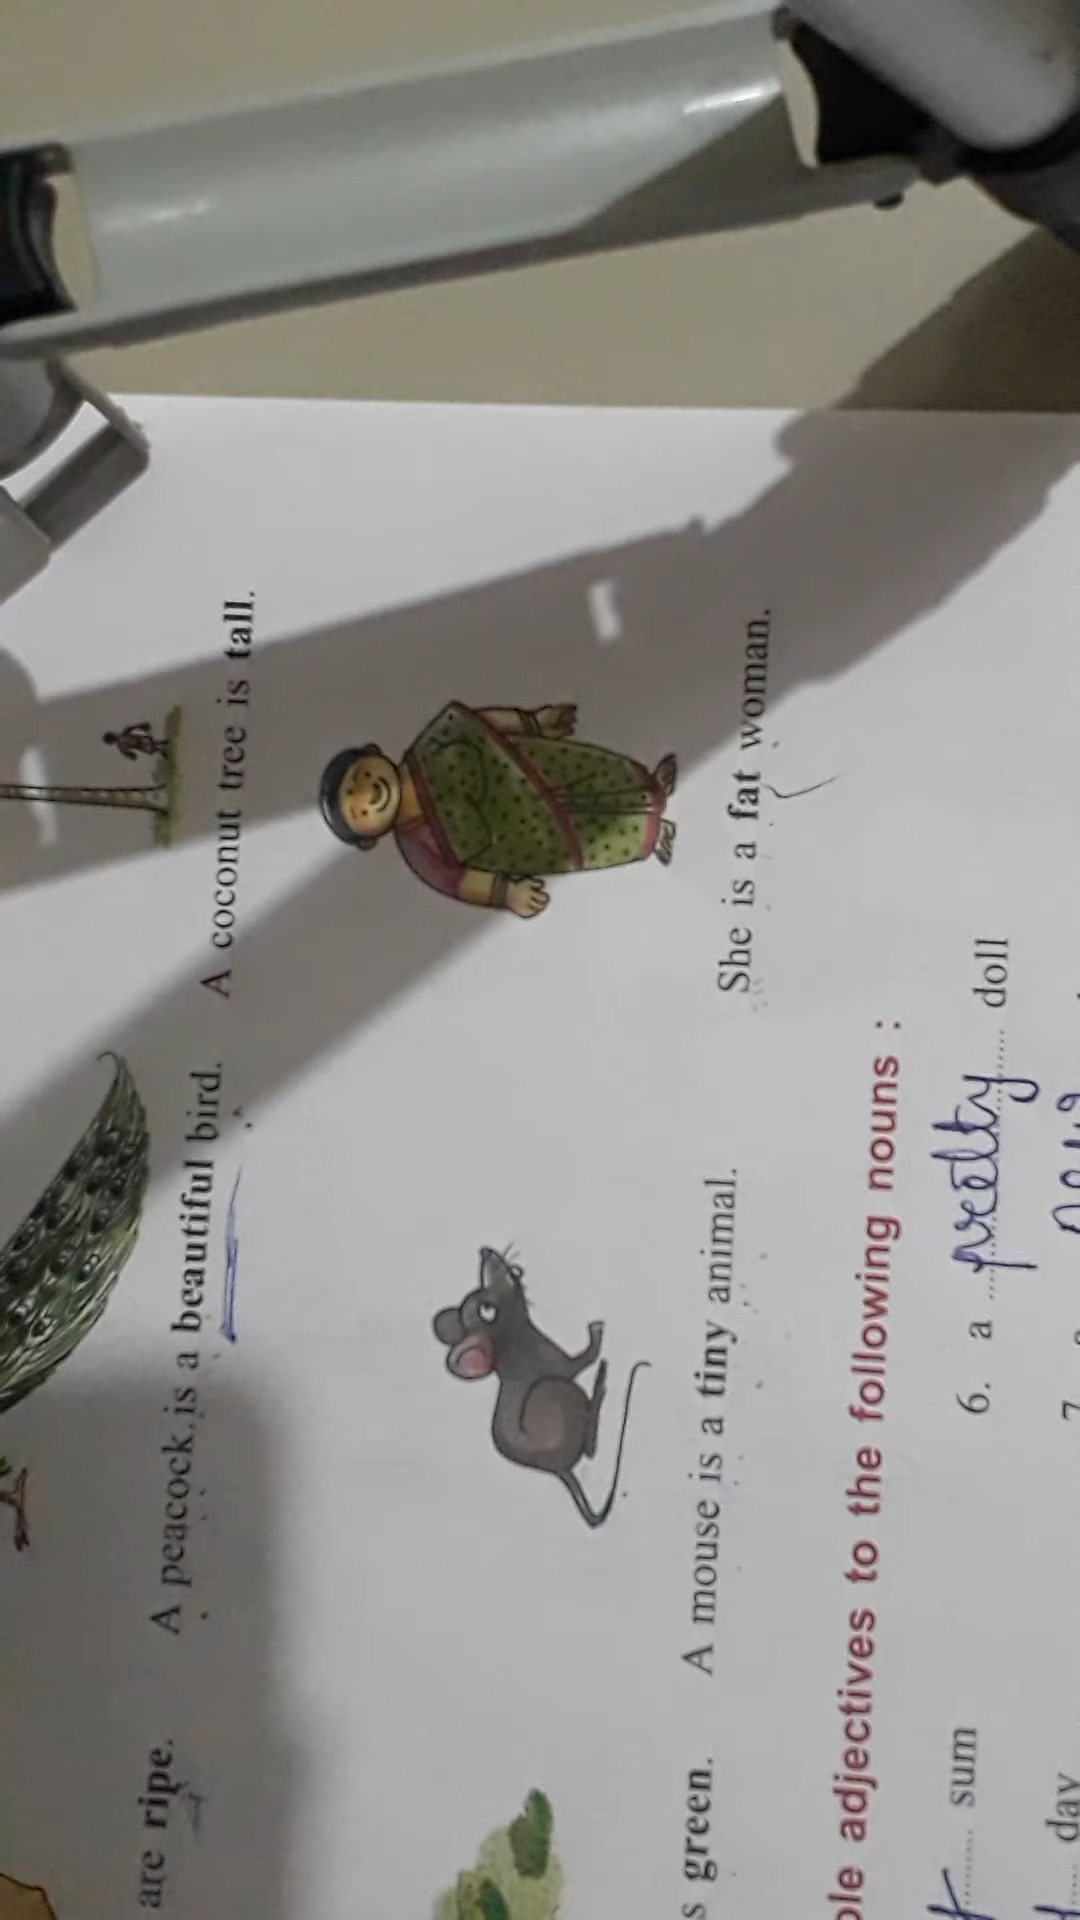 are ripe. A peacock is a beautiful bird. A coconut tree is tall.
s green. A mouse is a tiny animal. She is a fat woman.
ble adjectives to the following nouns :
sum 6. a pretty doll
day 7.